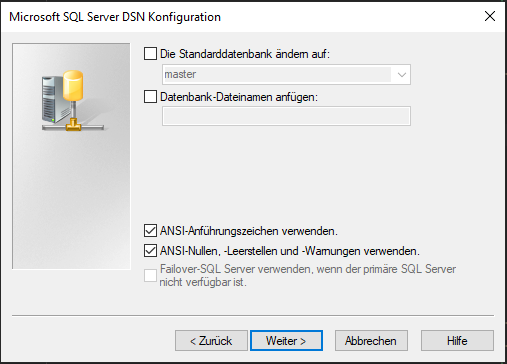 Microsoft SQL Server DSN Konfiguration
Die Standarddatenbank ändern auf:
master
Datenbank-Dateinamen anfügen:
ANSI-Anführungszeichen verwenden.
ANSI-Nullen, -Leerstellen und -Warnungen verwenden.
Failover-SQL Server verwenden, wenn der primäre SQL Server
nicht verfügbar ist.
< Zurück Weiter > Abbrechen Hilfe